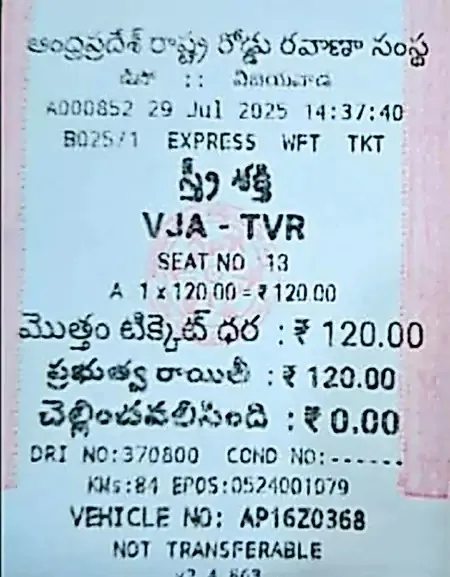 ఆంధ్రప్రదేశ్ రాష్ట్ర రోడ్డు రవాణా సంస్థ
డిపో :: విజయవాడ
A000852 29 Jul 2025 14:37:40
B025/1 EXPRESS WFT TKT
స్త్రీ శక్తి
VJA - TVR
SEAT NO 13
A 1 x 120.00 = ₹ 120.00
మొత్తం టిక్కెట్ ధర : ₹ 120.00
ప్రభుత్వ రాయితీ : ₹ 120.00
చెల్లించవలసింది : ₹ 0.00
DRI NO:370800 COND NO:------
KMs:84 EPOS:0524001079
VEHICLE NO: AP16Z0368
NOT TRANSFERABLE